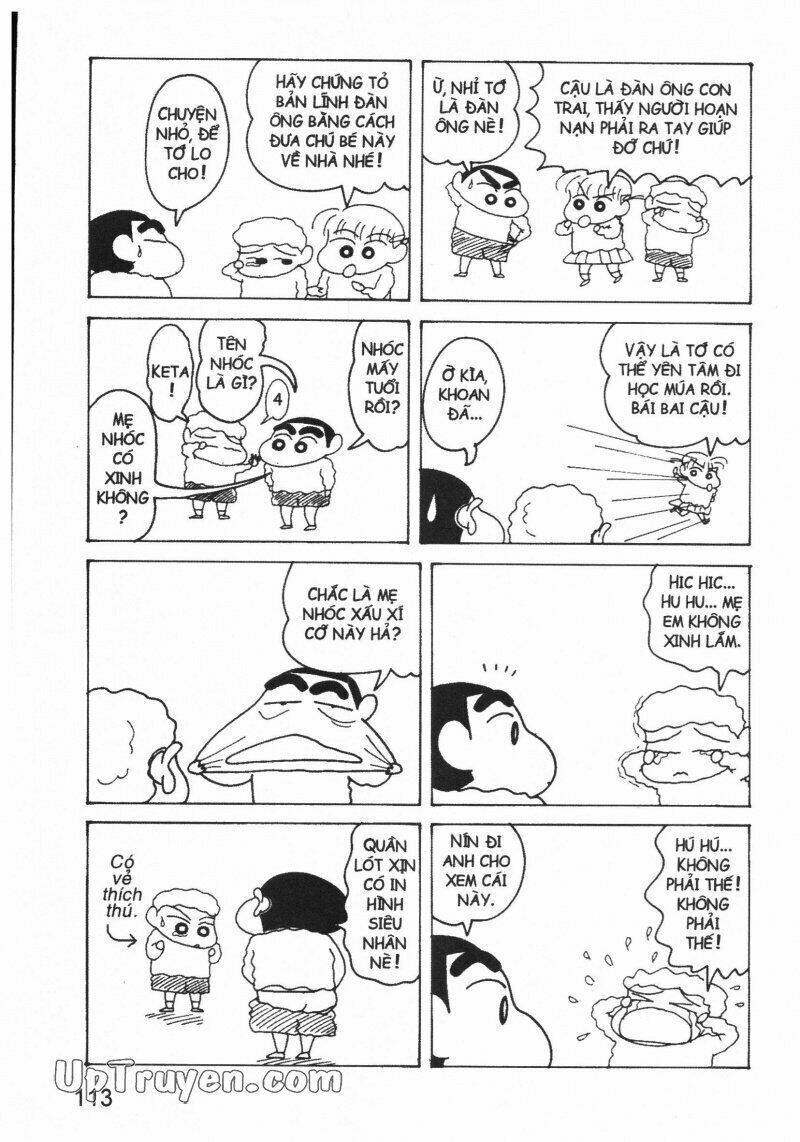 CẬU LÀ ĐÀN ÔNG CON
TRAI, THẤY NGƯỜI HOẠN
NẠN PHẢI RA TAY GIÚP
ĐỠ CHỨ!
Ừ, NHỈ TỚ
LÀ ĐÀN
ÔNG NÈ!
HÃY CHỨNG TỎ
BẢN LĨNH ĐÀN
ÔNG BẰNG CÁCH
ĐƯA CHÚ BÉ NÀY
VỀ NHÀ NHÉ!
CHUYỆN
NHỎ, ĐỂ
TỚ LO
CHO!
VẬY LÀ TỚ CÓ
THỂ YÊN TÂM ĐI
HỌC MÚA RỒI.
BÁI BAI CẬU!
Ơ KÌA,
KHOAN
ĐÃ...
NHÓC
MẤY
TUỔI
RỒI?
4
TÊN
NHÓC
LÀ GÌ?
KETA
!
MẸ
NHÓC
CÓ
XINH
KHÔNG
?
HIC HIC...
HU HU... MẸ
EM KHÔNG
XINH LẮM.
CHẮC LÀ MẸ
NHÓC XẤU XÍ
CỠ NÀY HẢ?
HÚ HÚ...
KHÔNG
PHẢI THẾ!
KHÔNG
PHẢI
THẾ!
NÍN ĐI
ANH CHO
XEM CÁI
NÀY.
QUẦN
LÓT XỊN
CÓ IN
HÌNH
SIÊU
NHÂN
NÈ!
Có
vẻ
thích
thú.
UpTruyen.com
113